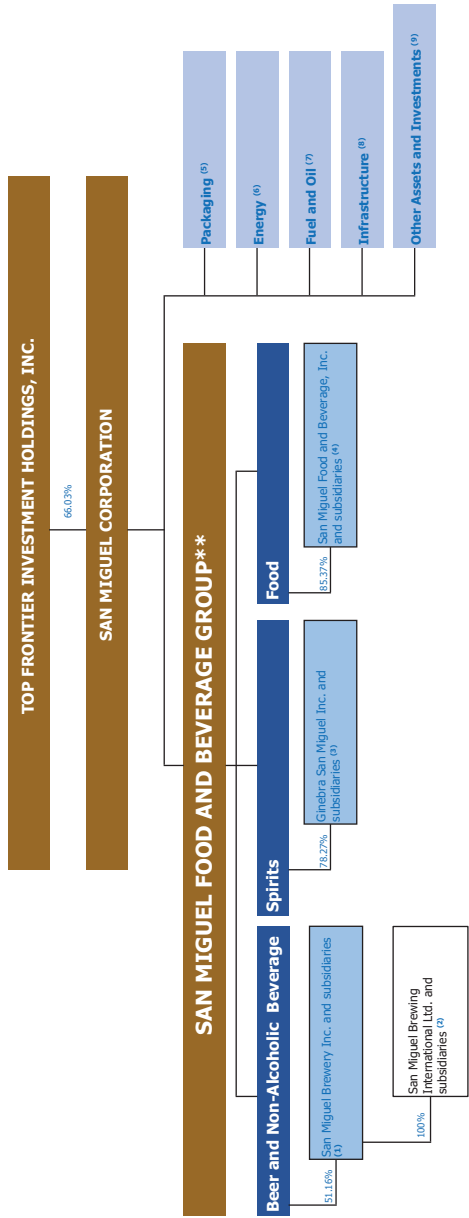 TOP FRONTIER INVESTMENT HOLDINGS, INC.
66.03%
SAN MIGUEL CORPORATION
SAN MIGUEL FOOD AND BEVERAGE GROUP**
Beer and Non-Alcoholic Beverage
51.16%
San Miguel Brewery Inc. and subsidiaries
(1)
100%
San Miguel Brewing
International Ltd. and
subsidiaries (2)
Spirits
78.27%
Ginebra San Miguel Inc. and
subsidiaries (3)
Food
85.37%
San Miguel Food and Beverage, Inc.
and subsidiaries (4)
Packaging (5)
Energy (6)
Fuel and Oil (7)
Infrastructure (8)
Other Assets and Investments (9)